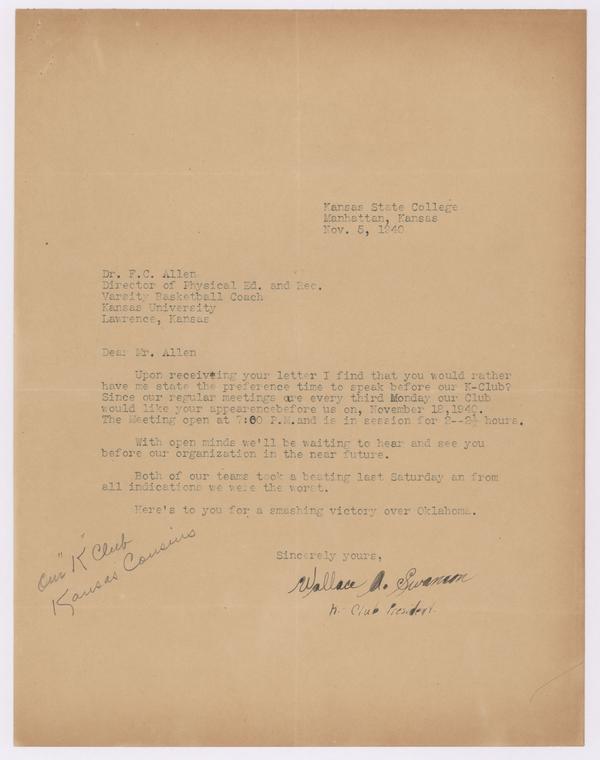 Kansas State College
Manhattan, Kansas
Nov. 5, 1940
Dr. F.C. Allen
Director of Physical Ed. and Rec.
Varsity Basketball Coach
Kansas University
Lawrence, Kansas
Dear Mr. Allen
Upon receiving your letter I find that you would rather
have me state the preference time to speak before our K-Club?
Since our regular meetings are every third Monday our Club
would like your appearencebefore us on, November 18,1940.
The Meeting open at 7:00 P.M.and is in session for 2--2½ hours.
With open minds we'll be waiting to hear and see you
before our organization in the near future.
Both of our teams took a beating last Saturday an from
all indications we were the worst.
Here's to you for a smashing victory over Oklahoma.
Sincerely yours,
Wallace A. Swanson
K-Club President.
Our "K" Club
Kansas Cousins